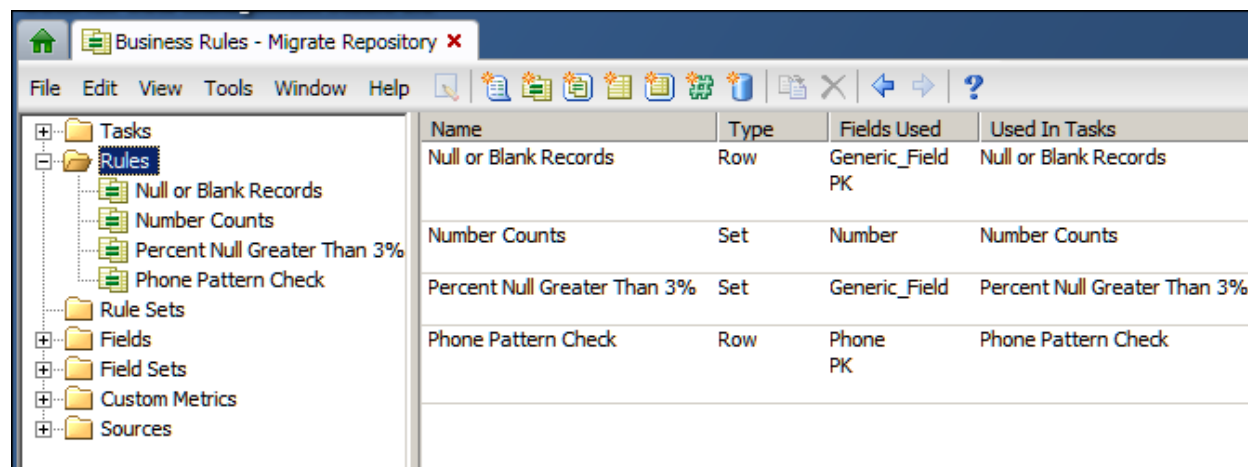 Business Rules - Migrate Repository
File Edit View Tools Window Help
Tasks
Rules
Null or Blank Records
Number Counts
Percent Null Greater Than 3%
Phone Pattern Check
Rule Sets
Fields
Field Sets
Custom Metrics
Sources
Name Type Fields Used Used In Tasks
Null or Blank Records Row Generic_Field Null or Blank Records
PK
Number Counts Set Number Number Counts
Percent Null Greater Than 3% Set Generic_Field Percent Null Greater Than 3%
Phone Pattern Check Row Phone Phone Pattern Check
PK